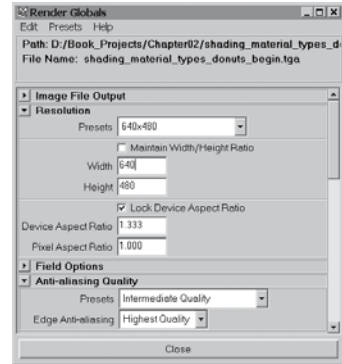 Render Globals
Edit Presets Help
Path: D:/Book_Projects/Chapter02/shading_material_types_d
File Name: shading_material_types_donuts_begin.tga
Image File Output
Resolution
Presets 640x480
Maintain Width/Height Ratio
Width 640
Height 480
Lock Device Aspect Ratio
Device Aspect Ratio 1.333
Pixel Aspect Ratio 1.000
Field Options
Anti-aliasing Quality
Presets Intermediate Quality
Edge Anti-aliasing Highest Quality
Close